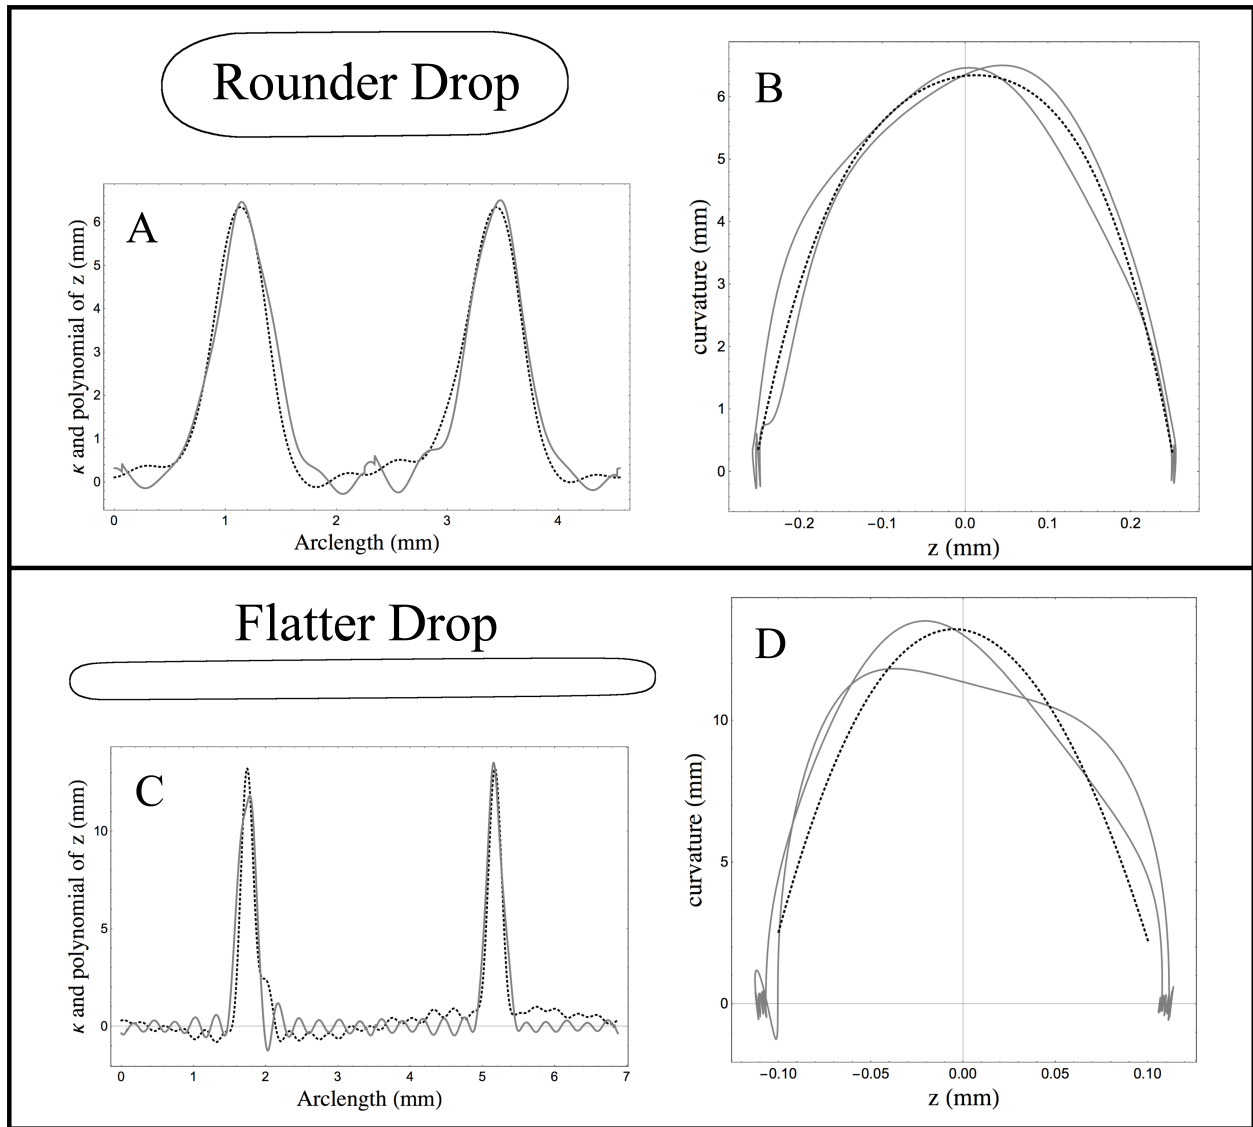 Rounder Drop
A
κ and polynomial of z (mm)
6
5
4
3
2
1
0
0 1 2 3 4
Arclength (mm)
B
curvature (mm)
6
5
4
3
2
1
0
−0.2 −0.1 0.0 0.1 0.2
z (mm)
Flatter Drop
C
κ and polynomial of z (mm)
10
5
0
0 1 2 3 4 5 6 7
Arclength (mm)
D
curvature (mm)
10
5
0
−0.10 −0.05 0.00 0.05 0.10
z (mm)